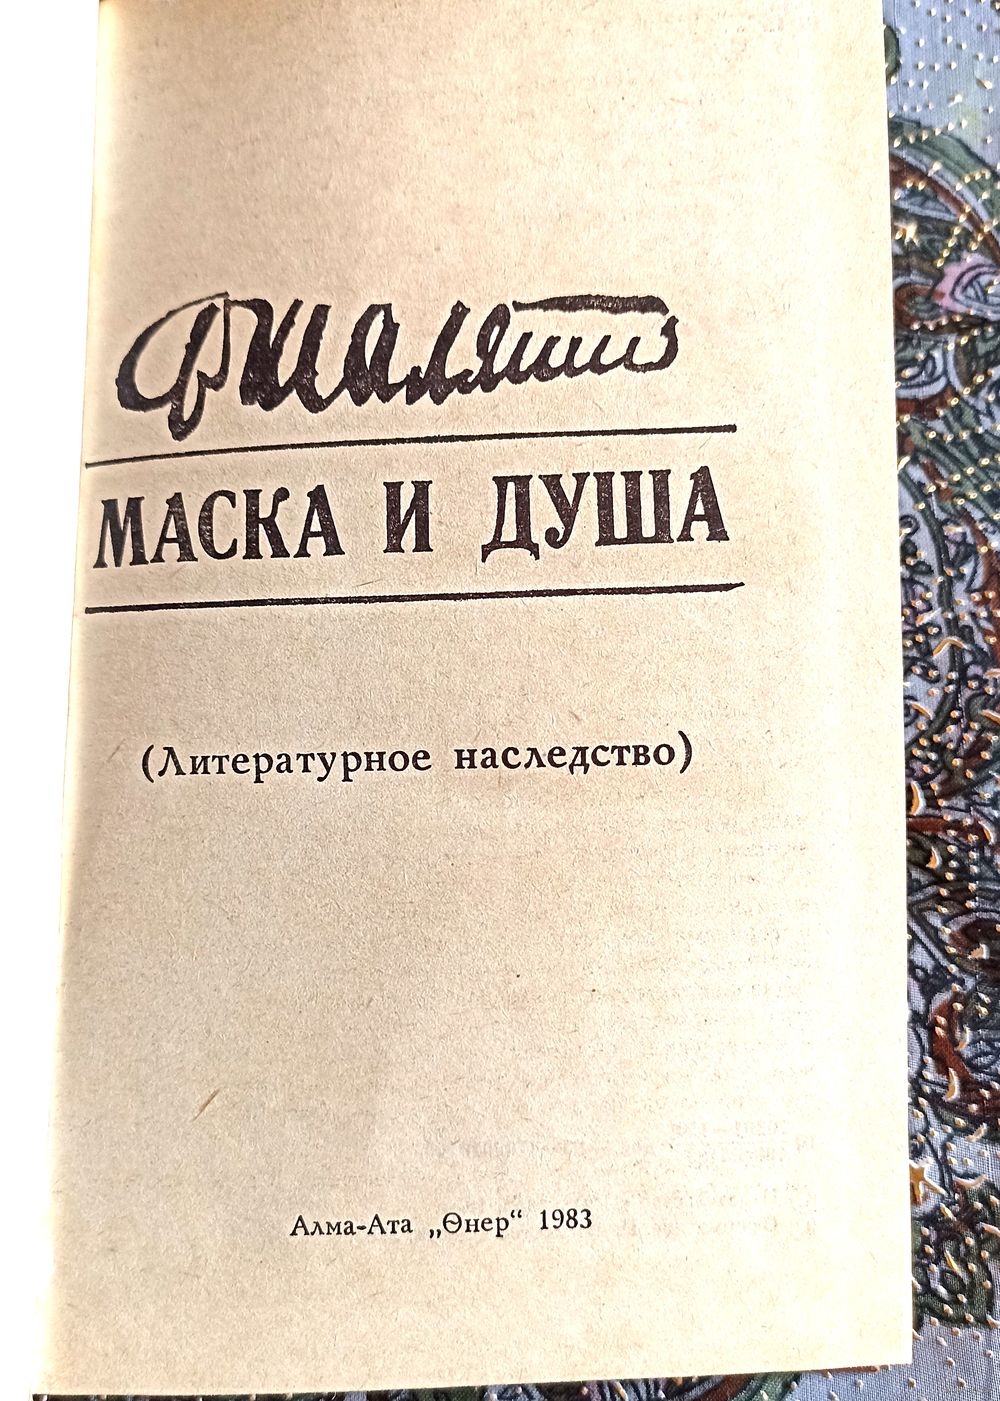 Ф Шаляпин
МАСКА И ДУША
(Литературное наследство)
Алма-Ата „Өнер“ 1983